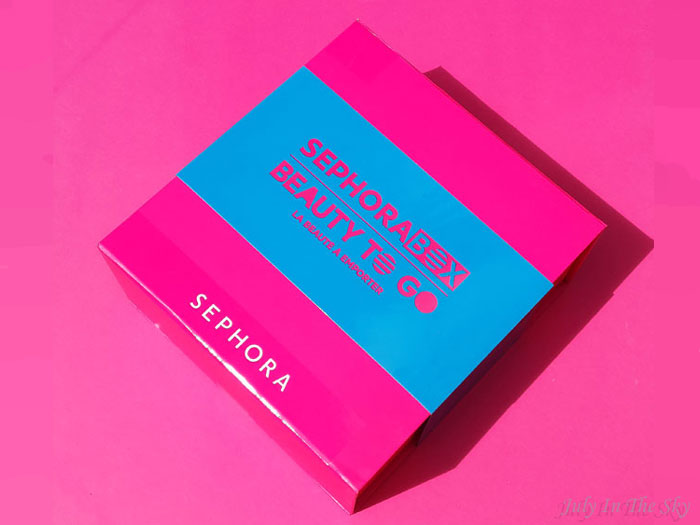 SEPHORABOX
BEAUTY TO GO
LA BEAUTÉ À EMPORTER
SEPHORA
July In The Sky